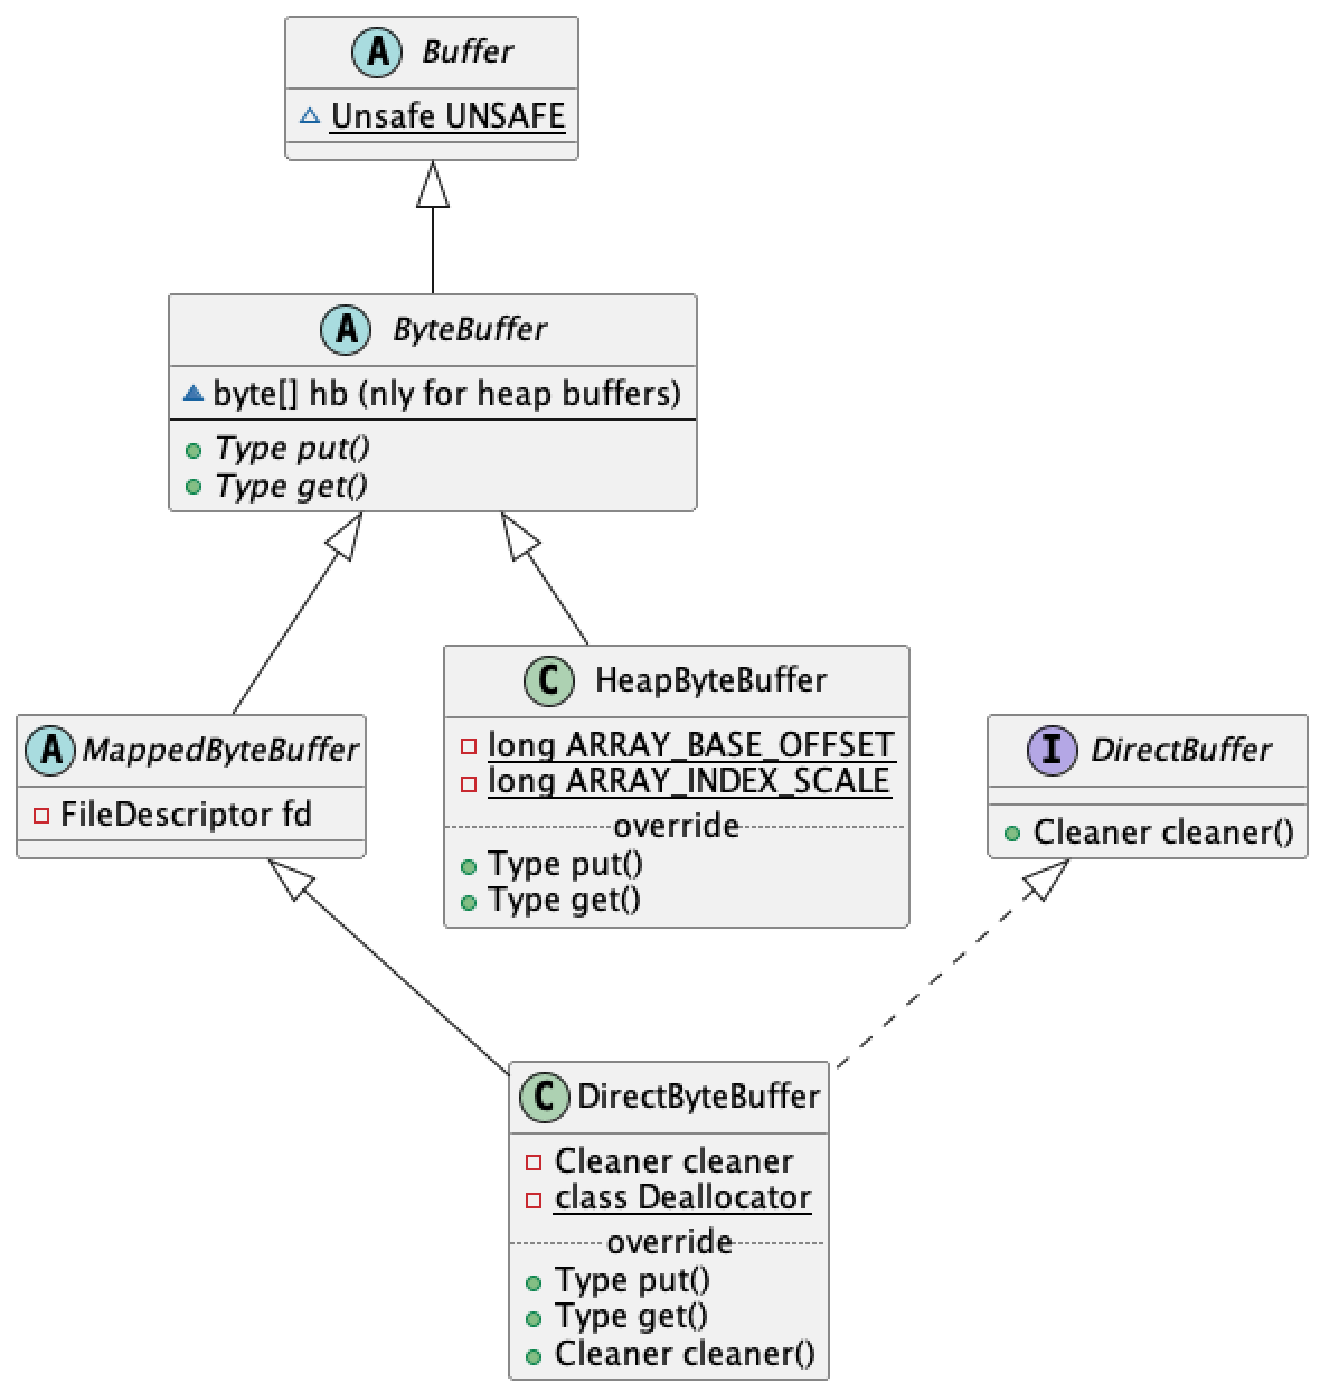 A Buffer
Unsafe UNSAFE
A ByteBuffer
byte[] hb (nly for heap buffers)
Type put()
Type get()
A MappedByteBuffer
FileDescriptor fd
C HeapByteBuffer
long ARRAY_BASE_OFFSET
long ARRAY_INDEX_SCALE
override
Type put()
Type get()
I DirectBuffer
Cleaner cleaner()
C DirectByteBuffer
Cleaner cleaner
class Deallocator
override
Type put()
Type get()
Cleaner cleaner()